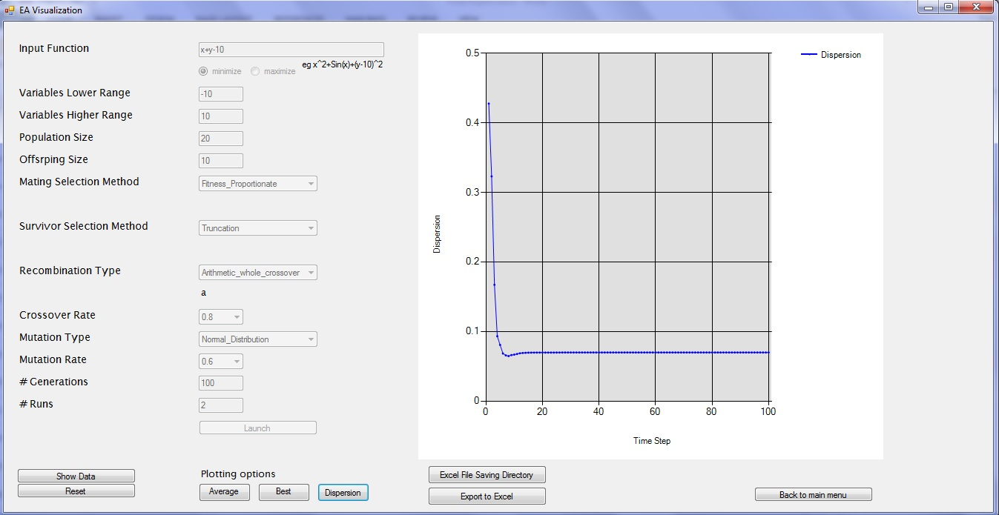 EA Visualization
Input Function
x+y-10
minimize maximize eg x^2+Sin(x)+(y-10)^2
Variables Lower Range
-10
Variables Higher Range
10
Population Size
20
Offsrping Size
10
Mating Selection Method
Fitness_Proportionate
Survivor Selection Method
Truncation
Recombination Type
Arithmetic_whole_crossover
a
Crossover Rate
0.8
Mutation Type
Normal_Distribution
Mutation Rate
0.6
# Generations
100
# Runs
2
Launch
Show Data
Reset
Plotting options
Average Best Dispersion
0.5
0.4
0.3
0.2
0.1
0
Dispersion
0 20 40 60 80 100
Time Step
Dispersion
Excel File Saving Directory
Export to Excel
Back to main menu